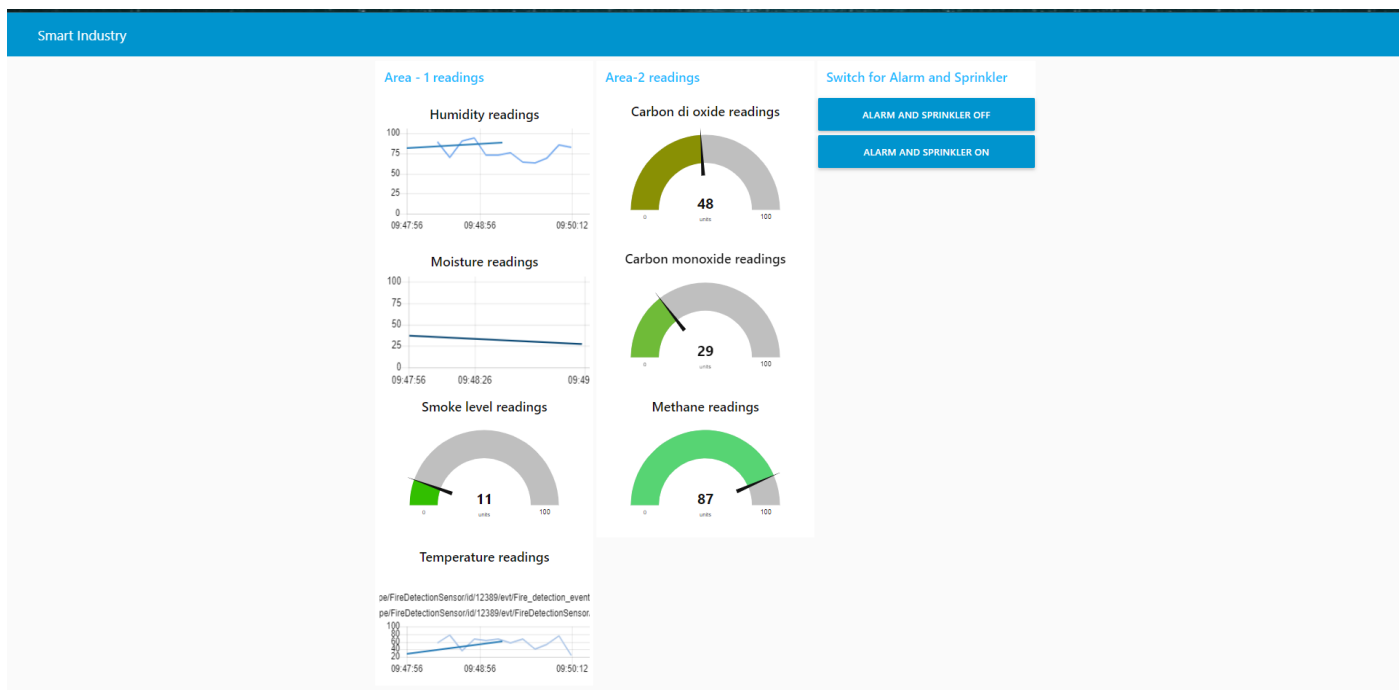 Smart Industry
Area - 1 readings
Humidity readings
100
75
50
25
0
09:47:56 09:48:56 09:50:12
Moisture readings
100
75
50
25
0
09:47:56 09:48:26 09:49
Smoke level readings
11
units
0 100
Temperature readings
pe/FireDetectionSensor/id/12389/evt/Fire_detection_event
pe/FireDetectionSensor/id/12389/evt/FireDetectionSensor.
100
80
60
40
20
09:47:56 09:48:56 09:50:12
Area-2 readings
Carbon di oxide readings
48
units
0 100
Carbon monoxide readings
29
units
0 100
Methane readings
87
units
0 100
Switch for Alarm and Sprinkler
ALARM AND SPRINKLER OFF
ALARM AND SPRINKLER ON